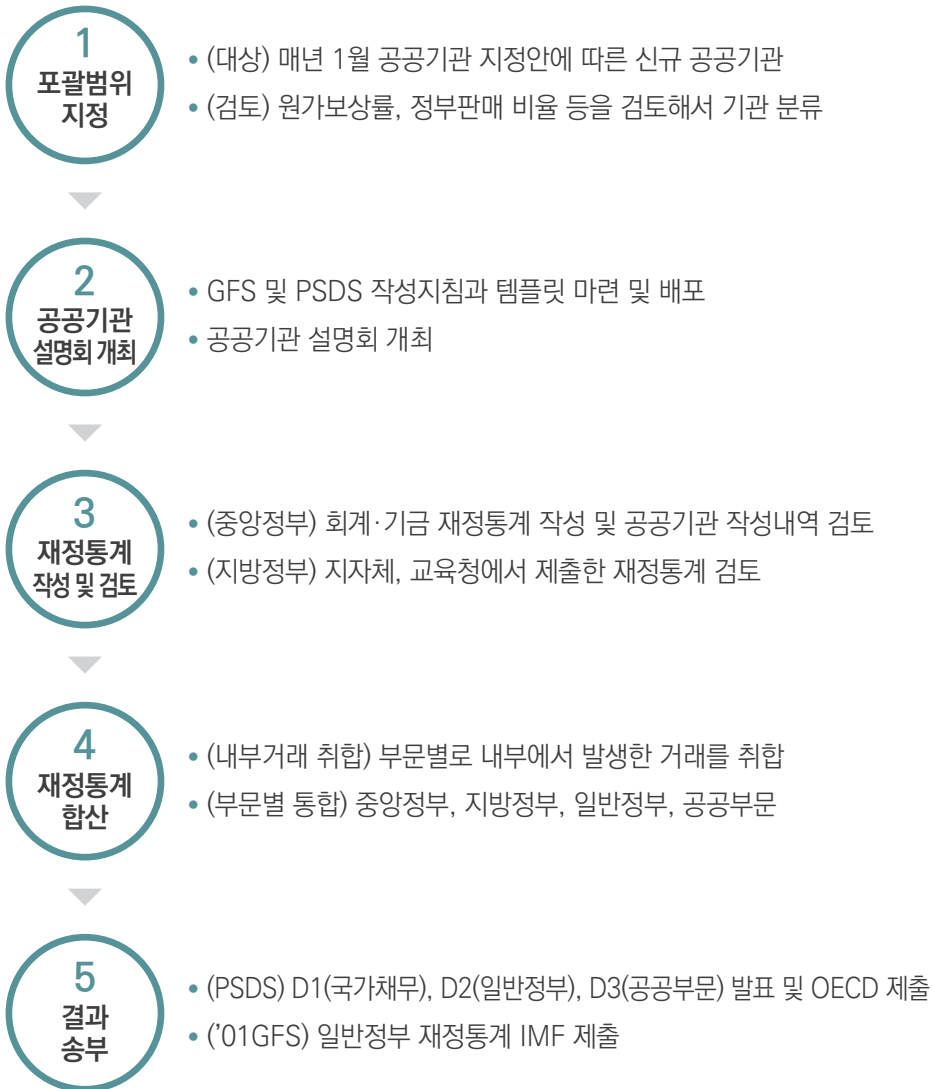 1
포괄범위
지정
• (대상) 매년 1월 공공기관 지정안에 따른 신규 공공기관
• (검토) 원가보상률, 정부판매 비율 등을 검토해서 기관 분류
2
공공기관
설명회 개최
• GFS 및 PSDS 작성지침과 템플릿 마련 및 배포
• 공공기관 설명회 개최
3
재정통계
작성 및 검토
• (중앙정부) 회계·기금 재정통계 작성 및 공공기관 작성내역 검토
• (지방정부) 지자체, 교육청에서 제출한 재정통계 검토
4
재정통계
합산
• (내부거래 취합) 부문별로 내부에서 발생한 거래를 취합
• (부문별 통합) 중앙정부, 지방정부, 일반정부, 공공부문
5
결과
송부
• (PSDS) D1(국가채무), D2(일반정부), D3(공공부문) 발표 및 OECD 제출
• (’01GFS) 일반정부 재정통계 IMF 제출